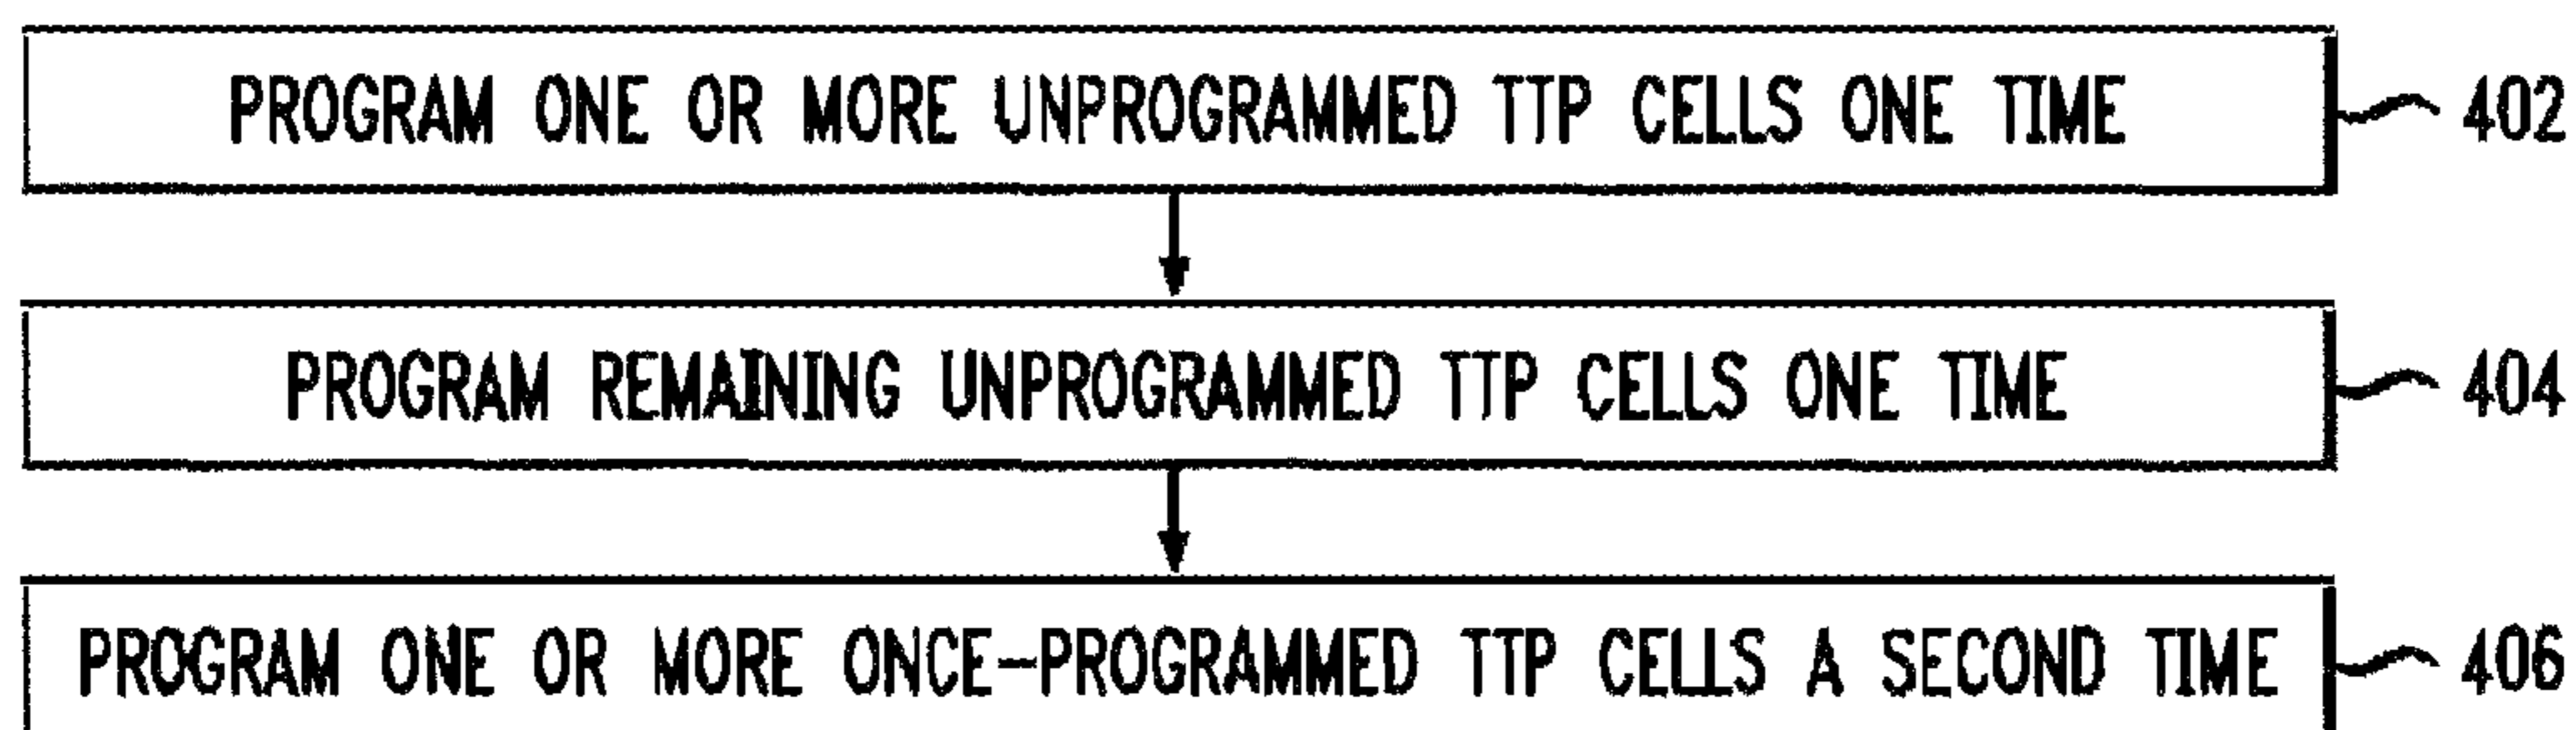 PROGRAM ONE OR MORE UNPROGRAMMED TTP CELLS ONE TIME 402
PROGRAM REMAINING UNPROGRAMMED TTP CELLS ONE TIME 404
PROGRAM ONE OR MORE ONCE-PROGRAMMED TTP CELLS A SECOND TIME 406